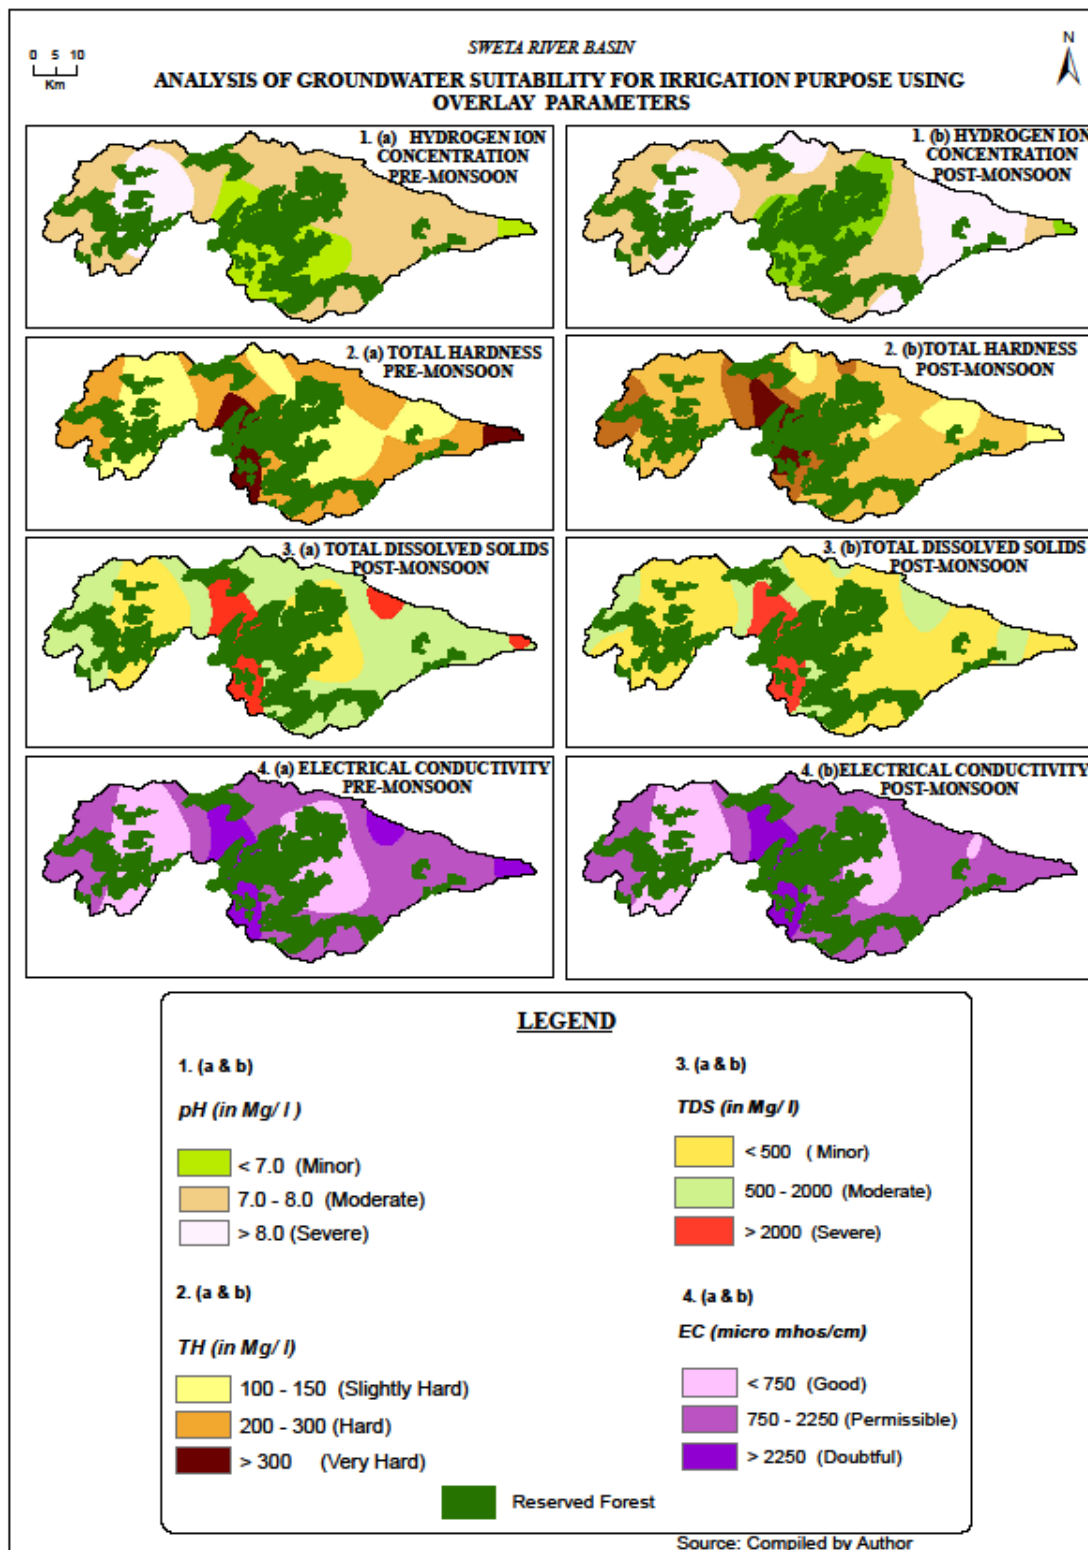 SWETA RIVER BASIN
N
0 5 10
Km
ANALYSIS OF GROUNDWATER SUITABILITY FOR IRRIGATION PURPOSE USING
OVERLAY PARAMETERS
1. (a) HYDROGEN ION
CONCENTRATION
PRE-MONSOON
1. (b) HYDROGEN ION
CONCENTRATION
POST-MONSOON
2. (a) TOTAL HARDNESS
PRE-MONSOON
2. (b)TOTAL HARDNESS
POST-MONSOON
3. (a) TOTAL DISSOLVED SOLIDS
POST-MONSOON
3. (b)TOTAL DISSOLVED SOLIDS
POST-MONSOON
4. (a) ELECTRICAL CONDUCTIVITY
PRE-MONSOON
4. (b)ELECTRICAL CONDUCTIVITY
POST-MONSOON
LEGEND
1. (a & b)
pH (in Mg/ l )
< 7.0 (Minor)
7.0 - 8.0 (Moderate)
> 8.0 (Severe)
2. (a & b)
TH (in Mg/ l)
100 - 150 (Slightly Hard)
200 - 300 (Hard)
> 300 (Very Hard)
3. (a & b)
TDS (in Mg/ l)
< 500 ( Minor)
500 - 2000 (Moderate)
> 2000 (Severe)
4. (a & b)
EC (micro mhos/cm)
< 750 (Good)
750 - 2250 (Permissible)
> 2250 (Doubtful)
Reserved Forest
Source: Compiled by Author